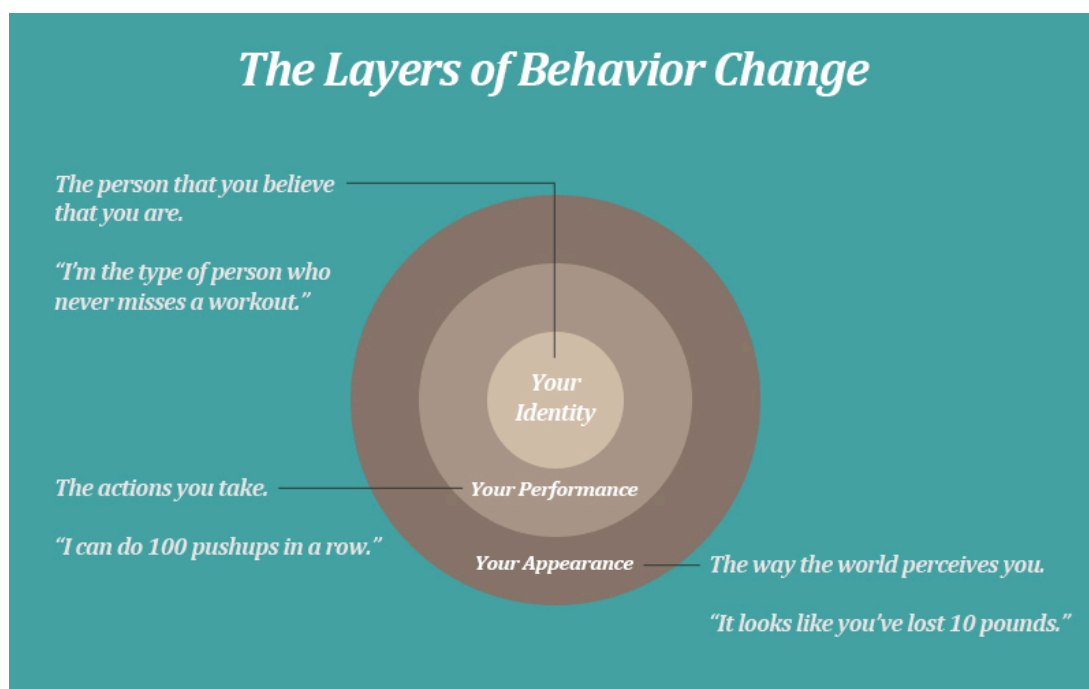 The Layers of Behavior Change
The person that you believe
that you are.
“I’m the type of person who
never misses a workout.”
Your
Identity
The actions you take.
Your Performance
“I can do 100 pushups in a row.”
Your Appearance
The way the world perceives you.
“It looks like you’ve lost 10 pounds.”